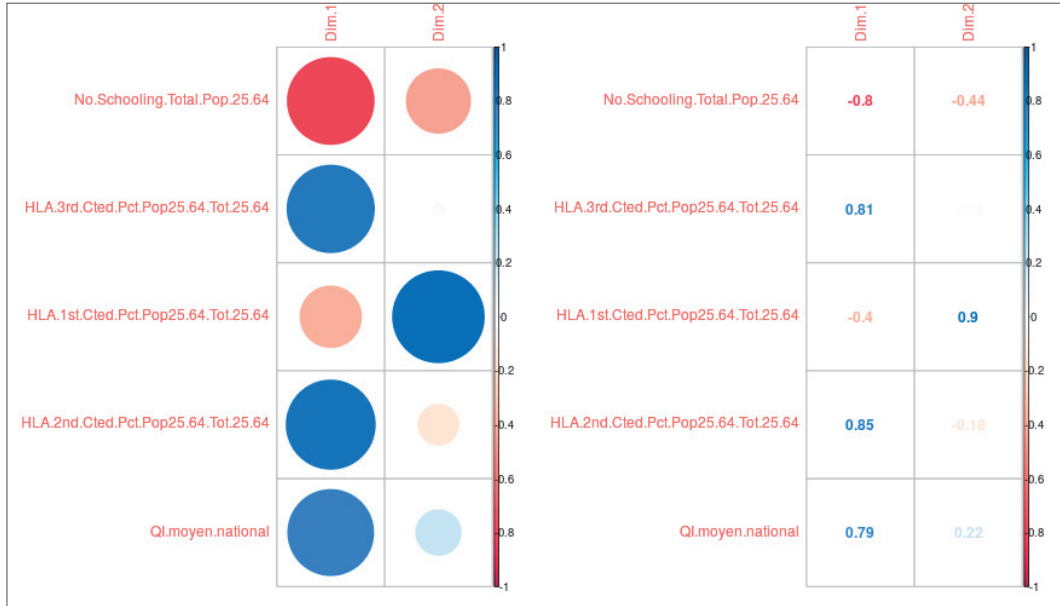 Dim.1
Dim.2
No.Schooling.Total.Pop.25.64
HLA.3rd.Cted.Pct.Pop25.64.Tot.25.64
HLA.1st.Cted.Pct.Pop25.64.Tot.25.64
HLA.2nd.Cted.Pct.Pop25.64.Tot.25.64
QI.moyen.national
1
0.8
0.6
0.4
0.2
0
-0.2
-0.4
-0.6
-0.8
-1
Dim.1
Dim.2
No.Schooling.Total.Pop.25.64 -0.8 -0.44
HLA.3rd.Cted.Pct.Pop25.64.Tot.25.64 0.81
HLA.1st.Cted.Pct.Pop25.64.Tot.25.64 -0.4 0.9
HLA.2nd.Cted.Pct.Pop25.64.Tot.25.64 0.85 -0.18
QI.moyen.national 0.79 0.22
1
0.8
0.6
0.4
0.2
0
-0.2
-0.4
-0.6
-0.8
-1